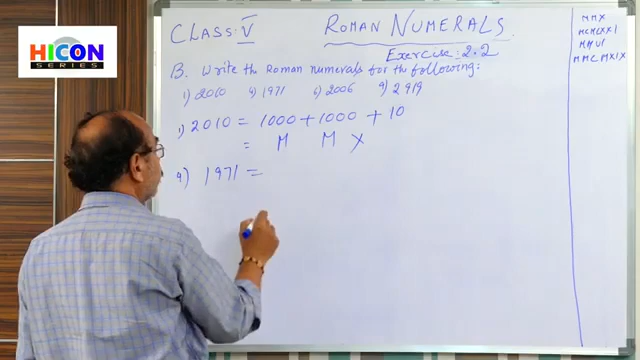 HICON
SERIES
CLASS: V
ROMAN NUMERALS
Exercise: 2.2
B. Write the Roman numerals for the following:
1) 2010 4) 1971 6) 2006 9) 2919
1) 2010 = 1000 + 1000 + 10
= M M X
4) 1971 =
MMX
MCMLXXI
MMVI
MMCMXIX